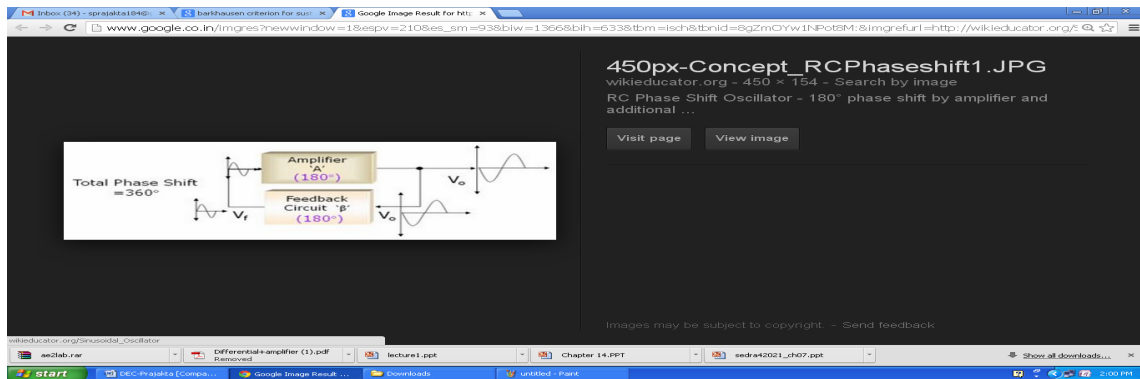 Inbox (34) - sprajakta184@
barkhausen criterion for sust
Google Image Result for http:
www.google.co.in/imgres?newwindow=1&espv=210&es_sm=93&biw=1366&bih=633&tbm=isch&tbnid=8gZmOYw1NPot8M:&imgrefurl=http://wikieducator.org/S
450px-Concept_RCPhaseshift1.JPG
wikieducator.org - 450 × 154 - Search by image
RC Phase Shift Oscillator - 180° phase shift by amplifier and
additional ...
Visit page
View image
Total Phase Shift
=360°
Amplifier
'A'
(180°)
Vo
Feedback
Circuit 'β'
(180°)
Vf
Vo
Images may be subject to copyright. - Send feedback
wikieducator.org/Sinusoidal_Oscillator
ae2lab.rar
Differential+amplifier (1).pdf
Removed
lecture1.ppt
Chapter 14.PPT
sedra42021_ch07.ppt
Show all downloads...
start
DEC-Prajakta [Compa...
Google Image Result ...
Downloads
untitled - Paint
2:00 PM